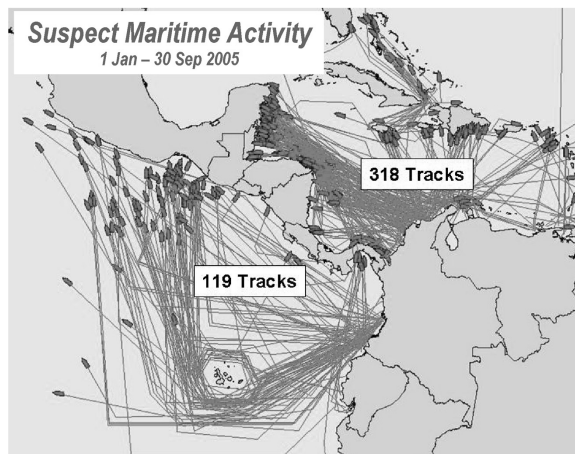 Suspect Maritime Activity
1 Jan – 30 Sep 2005
318 Tracks
119 Tracks